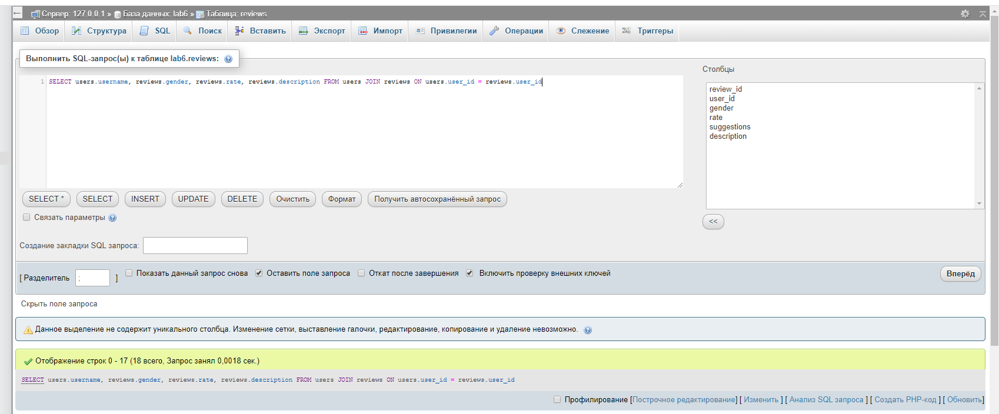 ← Сервер: 127.0.0.1 » База данных: lab6 » Таблица: reviews
Обзор Структура SQL Поиск Вставить Экспорт Импорт Привилегии Операции Слежение Триггеры
Выполнить SQL-запрос(ы) к таблице lab6.reviews:
Столбцы
1 SELECT users.username, reviews.gender, reviews.rate, reviews.description FROM users JOIN reviews ON users.user_id = reviews.user_id
review_id
user_id
gender
rate
suggestions
description
SELECT * SELECT INSERT UPDATE DELETE Очистить Формат Получить автосохранённый запрос
Связать параметры
<<
Создание закладки SQL запроса:
[ Разделитель ; ] Показать данный запрос снова Оставить поле запроса Откат после завершения Включить проверку внешних ключей Вперёд
Скрыть поле запроса
Данное выделение не содержит уникального столбца. Изменение сетки, выставление галочки, редактирование, копирование и удаление невозможно.
Отображение строк 0 - 17 (18 всего, Запрос занял 0,0018 сек.)
SELECT users.username, reviews.gender, reviews.rate, reviews.description FROM users JOIN reviews ON users.user_id = reviews.user_id
Профилирование [Построчное редактирование] [ Изменить ] [ Анализ SQL запроса ] [ Создать PHP-код ] [ Обновить]